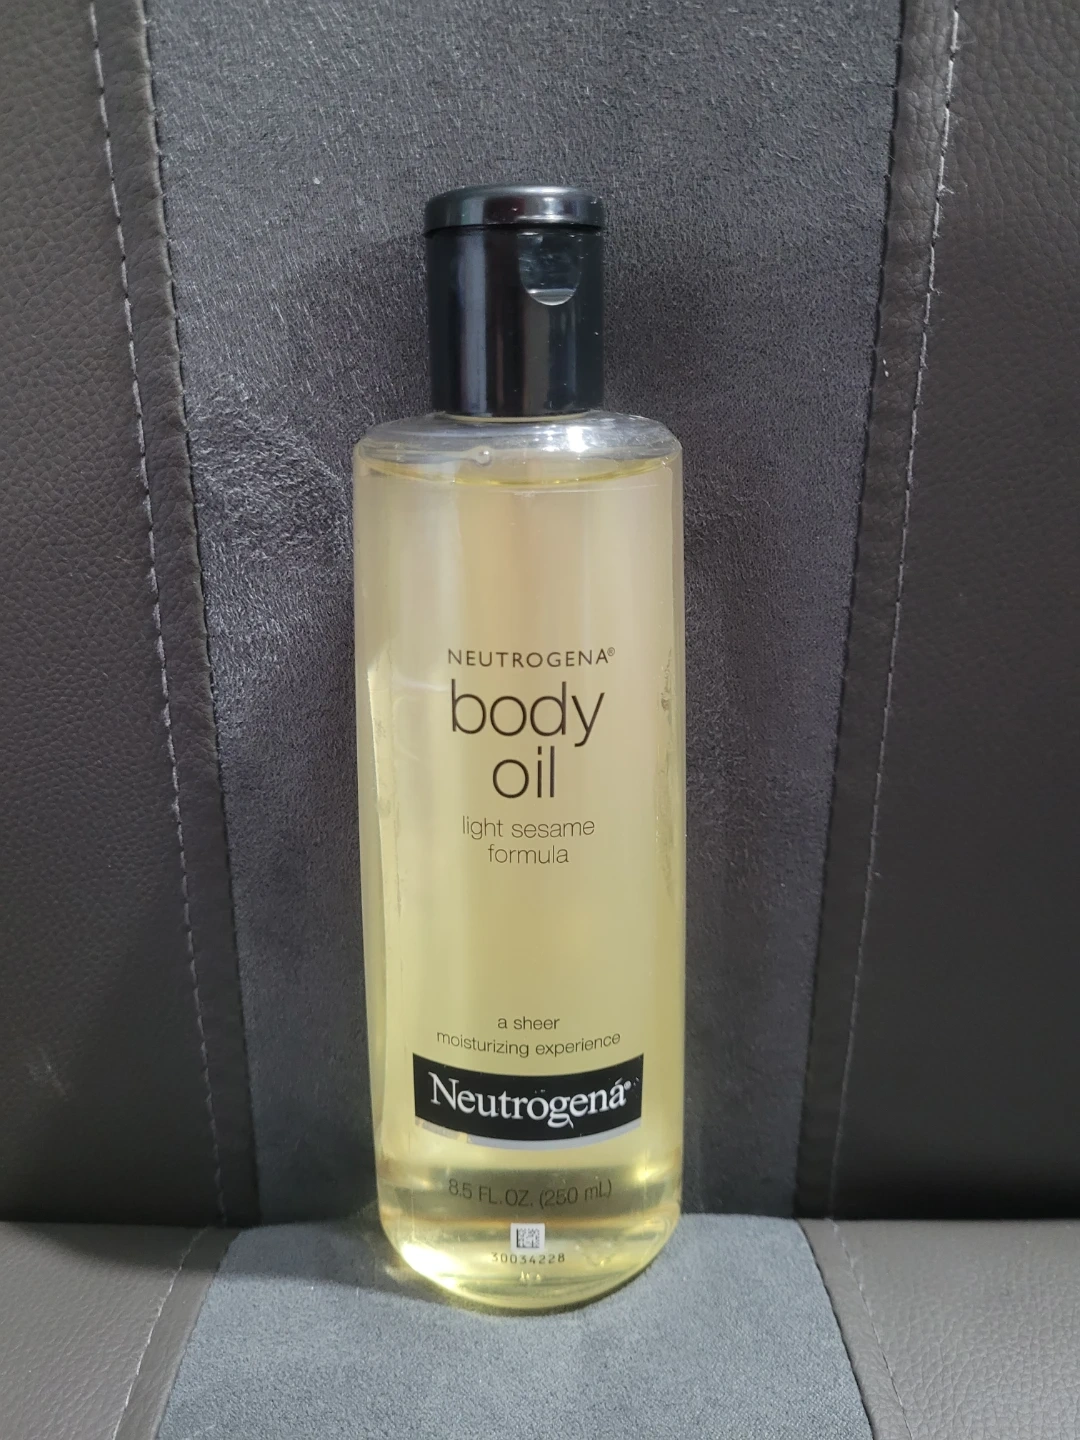 NEUTROGENA®
body
oil
light sesame
formula
a sheer
moisturizing experience
Neutrogena®
8.5 FL. OZ. (250 mL)
30034228